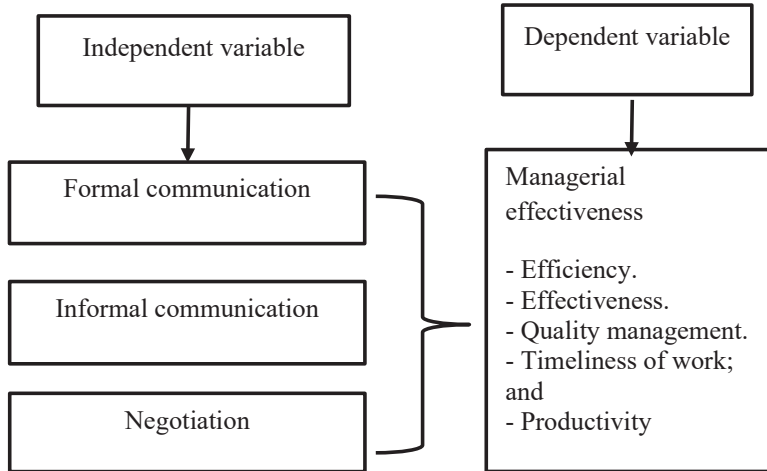 Independent variable
Dependent variable
Formal communication
Informal communication
Negotiation
Managerial
effectiveness
- Efficiency.
- Effectiveness.
- Quality management.
- Timeliness of work;
and
- Productivity